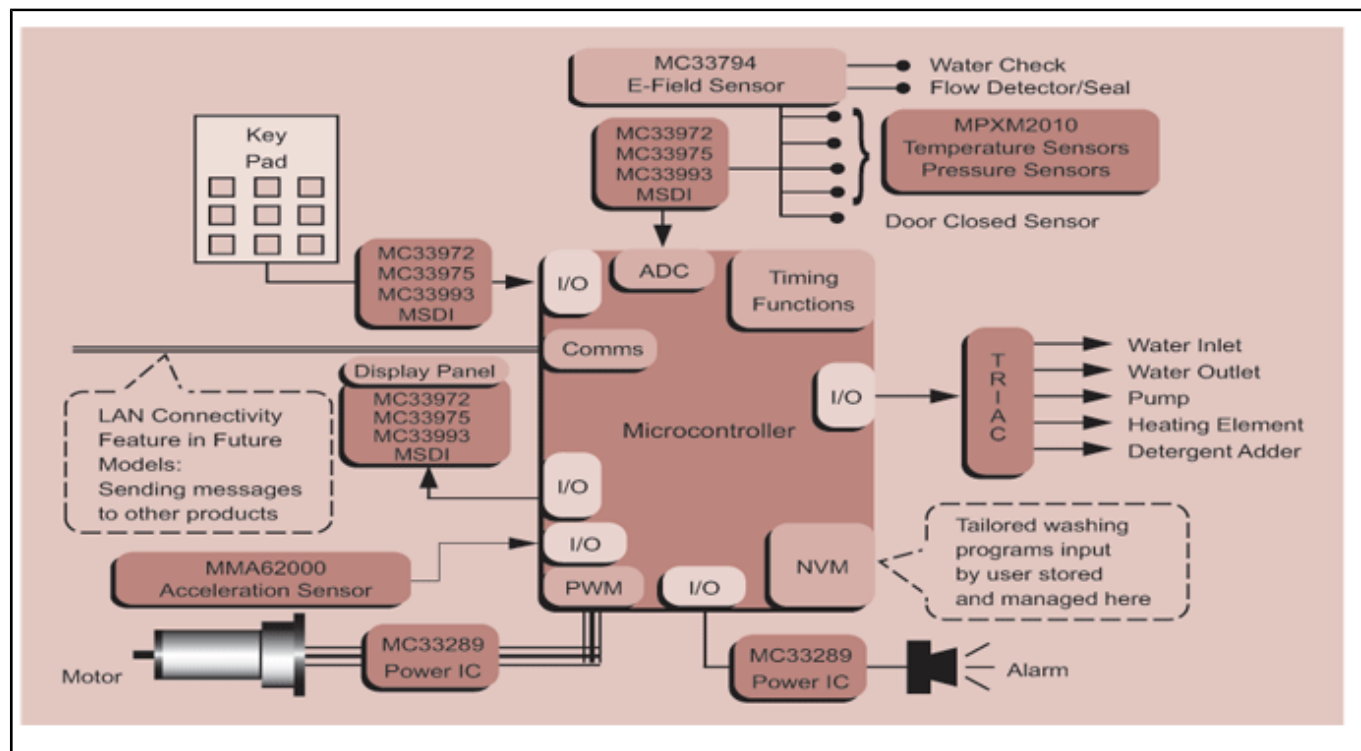 MC33794
E-Field Sensor
Water Check
Flow Detector/Seal
MC33972
MC33975
MC33993
MSDI
MPXM2010
Temperature Sensors
Pressure Sensors
Door Closed Sensor
Key
Pad
MC33972
MC33975
MC33993
MSDI
I/O
ADC
Timing
Functions
Comms
Display Panel
MC33972
MC33975
MC33993
MSDI
LAN Connectivity
Feature in Future
Models:
Sending messages
to other products
Microcontroller
I/O
TRIAC
Water Inlet
Water Outlet
Pump
Heating Element
Detergent Adder
I/O
I/O
MMA62000
Acceleration Sensor
PWM
I/O
NVM
Tailored washing
programs input
by user stored
and managed here
Motor
MC33289
Power IC
MC33289
Power IC
Alarm